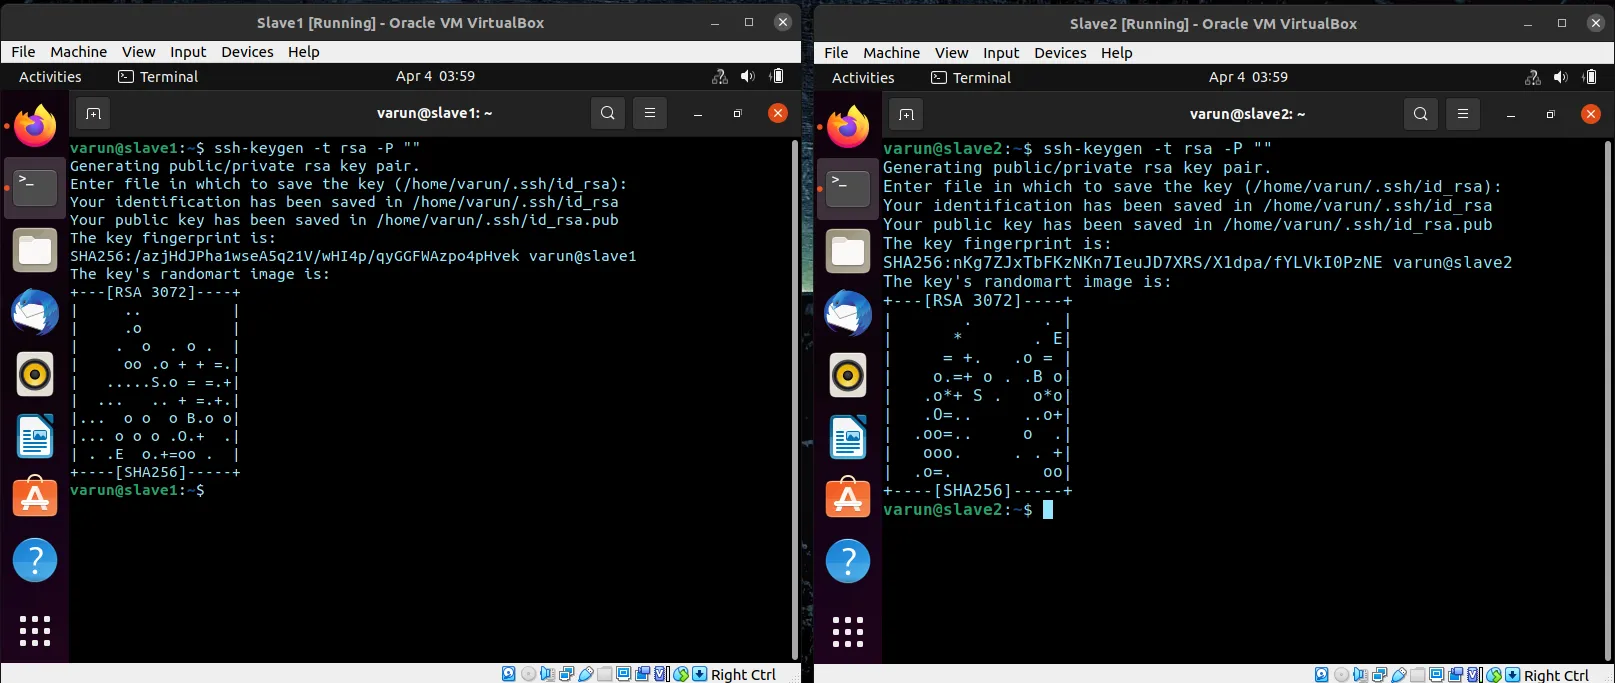 Slave1 [Running] - Oracle VM VirtualBox
File Machine View Input Devices Help
Activities Terminal Apr 4 03:59
varun@slave1: ~
varun@slave1:~$ ssh-keygen -t rsa -P ""
Generating public/private rsa key pair.
Enter file in which to save the key (/home/varun/.ssh/id_rsa):
Your identification has been saved in /home/varun/.ssh/id_rsa
Your public key has been saved in /home/varun/.ssh/id_rsa.pub
The key fingerprint is:
SHA256:/azjHdJPha1wseA5q21V/wHI4p/qyGGFWAzpo4pHvek varun@slave1
The key's randomart image is:
+---[RSA 3072]----+
|     ..          |
|     .o          |
|    .  o  . o .  |
|     oo .o + + =.|
|   .....S.o = =.+|
|  ...   .. + =.+.|
|...  o o  o B.o o|
|... o o o .O.+  .|
| . .E  o.+=oo .  |
+----[SHA256]-----+
varun@slave1:~$
Right Ctrl
Slave2 [Running] - Oracle VM VirtualBox
File Machine View Input Devices Help
Activities Terminal Apr 4 03:59
varun@slave2: ~
varun@slave2:~$ ssh-keygen -t rsa -P ""
Generating public/private rsa key pair.
Enter file in which to save the key (/home/varun/.ssh/id_rsa):
Your identification has been saved in /home/varun/.ssh/id_rsa
Your public key has been saved in /home/varun/.ssh/id_rsa.pub
The key fingerprint is:
SHA256:nKg7ZJxTbFKzNKn7IeuJD7XRS/X1dpa/fYLVkI0PzNE varun@slave2
The key's randomart image is:
+---[RSA 3072]----+
|       .       . |
|      *       . E|
|     = +.   .o = |
|    o.=+ o . .B o|
|   .o*+ S .   o*o|
|   .O=..     ..o+|
|  .oo=..     o  .|
|   ooo.     . . +|
|  .o=.         oo|
+----[SHA256]-----+
varun@slave2:~$
Right Ctrl